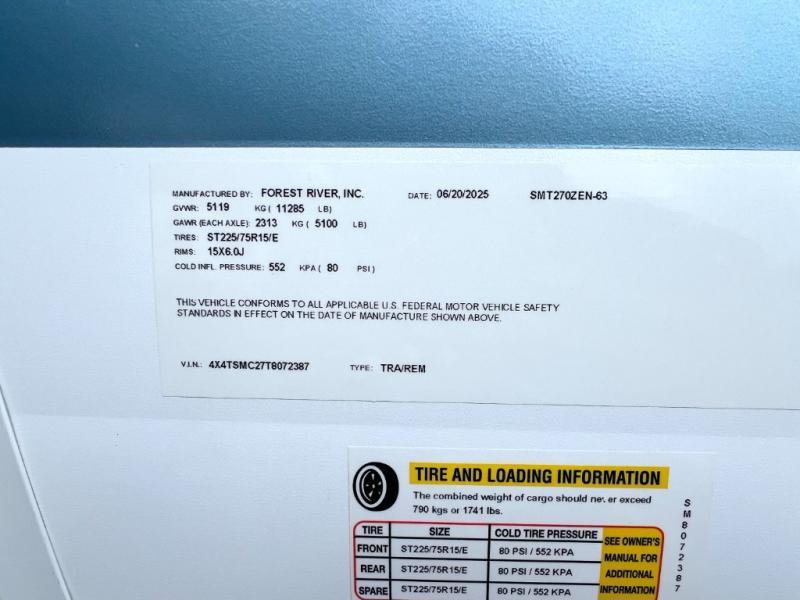 MANUFACTURED BY: FOREST RIVER, INC. DATE: 06/20/2025 SMT270ZEN-63
GVWR: 5119 KG ( 11285 LB)
GAWR (EACH AXLE): 2313 KG ( 5100 LB)
TIRES: ST225/75R15/E
RIMS: 15X6.0J
COLD INFL. PRESSURE: 552 KPA ( 80 PSI)
THIS VEHICLE CONFORMS TO ALL APPLICABLE U.S. FEDERAL MOTOR VEHICLE SAFETY
STANDARDS IN EFFECT ON THE DATE OF MANUFACTURE SHOWN ABOVE.
V.I.N.: 4X4TSMC27T8072387 TYPE: TRA/REM
TIRE AND LOADING INFORMATION
The combined weight of cargo should never exceed
790 kgs or 1741 lbs.
TIRE SIZE COLD TIRE PRESSURE
FRONT ST225/75R15/E 80 PSI / 552 KPA
REAR ST225/75R15/E 80 PSI / 552 KPA
SPARE ST225/75R15/E 80 PSI / 552 KPA
SEE OWNER'S
MANUAL FOR
ADDITIONAL
INFORMATION
SM8072387